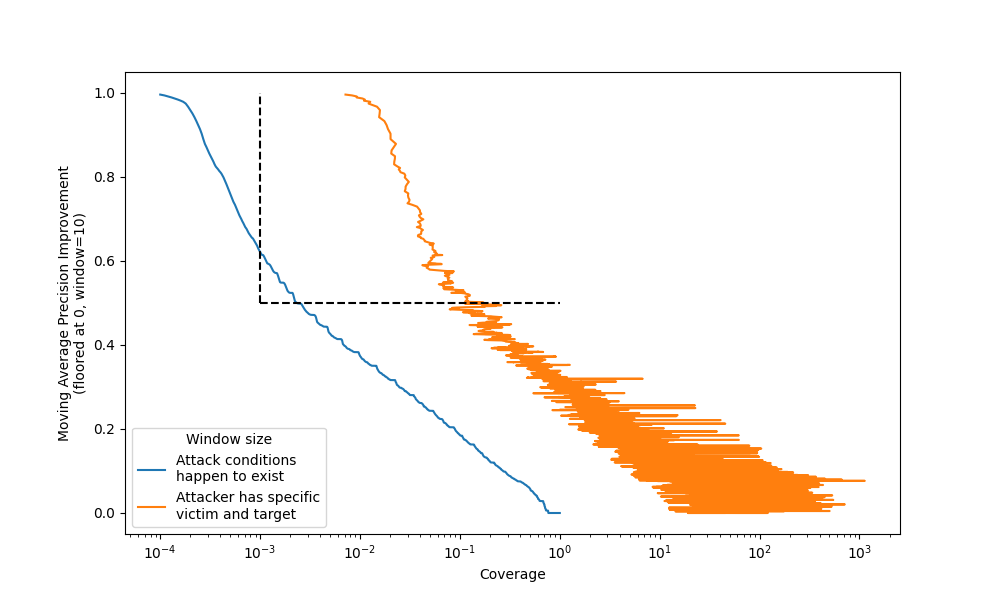 Moving Average Precision Improvement
(floored at 0, window=10)
1.0
0.8
0.6
0.4
0.2
0.0
Window size
Attack conditions
happen to exist
Attacker has specific
victim and target
10⁻⁴
10⁻³
10⁻²
10⁻¹
10⁰
10¹
10²
10³
Coverage